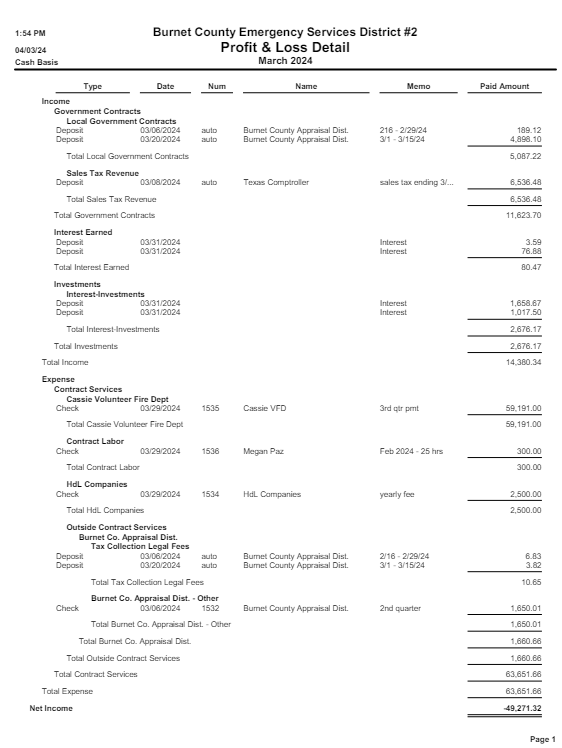 1:54 PM
Burnet County Emergency Services District #2
04/03/24
Profit & Loss Detail
Cash Basis
March 2024
Type Date Num Name Memo Paid Amount
Income
Government Contracts
Local Government Contracts
Deposit 03/06/2024 auto Burnet County Appraisal Dist. 216 - 2/29/24 189.12
Deposit 03/20/2024 auto Burnet County Appraisal Dist. 3/1 - 3/15/24 4,898.10
Total Local Government Contracts 5,087.22
Sales Tax Revenue
Deposit 03/08/2024 auto Texas Comptroller sales tax ending 3/... 6,536.48
Total Sales Tax Revenue 6,536.48
Total Government Contracts 11,623.70
Interest Earned
Deposit 03/31/2024 Interest 3.59
Deposit 03/31/2024 Interest 76.88
Total Interest Earned 80.47
Investments
Interest-Investments
Deposit 03/31/2024 Interest 1,658.67
Deposit 03/31/2024 Interest 1,017.50
Total Interest-Investments 2,676.17
Total Investments 2,676.17
Total Income 14,380.34
Expense
Contract Services
Cassie Volunteer Fire Dept
Check 03/29/2024 1535 Cassie VFD 3rd qtr pmt 59,191.00
Total Cassie Volunteer Fire Dept 59,191.00
Contract Labor
Check 03/29/2024 1536 Megan Paz Feb 2024 - 25 hrs 300.00
Total Contract Labor 300.00
HdL Companies
Check 03/29/2024 1534 HdL Companies yearly fee 2,500.00
Total HdL Companies 2,500.00
Outside Contract Services
Burnet Co. Appraisal Dist.
Tax Collection Legal Fees
Deposit 03/06/2024 auto Burnet County Appraisal Dist. 2/16 - 2/29/24 6.83
Deposit 03/20/2024 auto Burnet County Appraisal Dist. 3/1 - 3/15/24 3.82
Total Tax Collection Legal Fees 10.65
Burnet Co. Appraisal Dist. - Other
Check 03/06/2024 1532 Burnet County Appraisal Dist. 2nd quarter 1,650.01
Total Burnet Co. Appraisal Dist. - Other 1,650.01
Total Burnet Co. Appraisal Dist. 1,660.66
Total Outside Contract Services 1,660.66
Total Contract Services 63,651.66
Total Expense 63,651.66
Net Income -49,271.32
Page 1